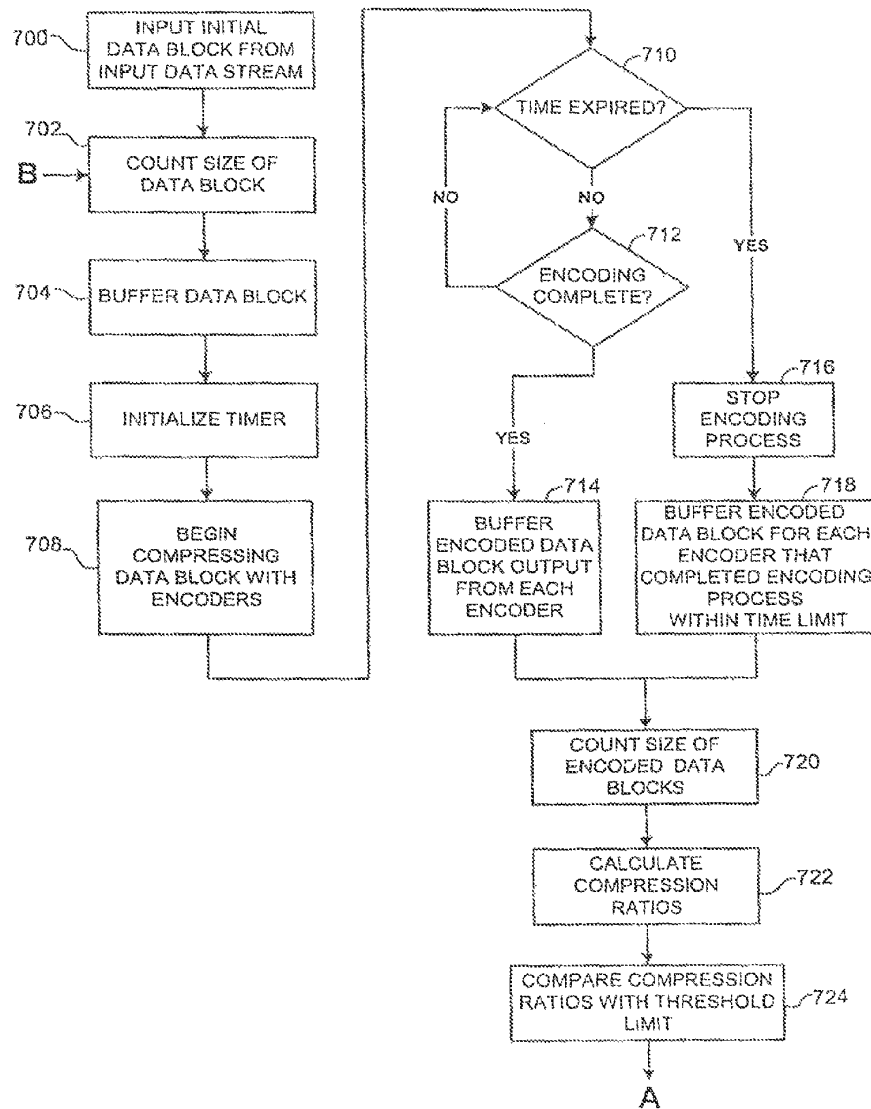 700
INPUT INITIAL
DATA BLOCK FROM
INPUT DATA STREAM
702
B
COUNT SIZE OF
DATA BLOCK
704
BUFFER DATA BLOCK
706
INITIALIZE TIMER
708
BEGIN
COMPRESSING
DATA BLOCK WITH
ENCODERS
710
TIME EXPIRED?
NO
NO
YES
712
ENCODING
COMPLETE?
716
STOP
ENCODING
PROCESS
YES
714
BUFFER
ENCODED DATA
BLOCK OUTPUT
FROM EACH
ENCODER
718
BUFFER ENCODED
DATA BLOCK FOR EACH
ENCODER THAT
COMPLETED ENCODING
PROCESS
WITHIN TIME LIMIT
COUNT SIZE OF
ENCODED DATA
BLOCKS
720
CALCULATE
COMPRESSION
RATIOS
722
COMPARE COMPRESSION
RATIOS WITH THRESHOLD
LIMIT
724
A